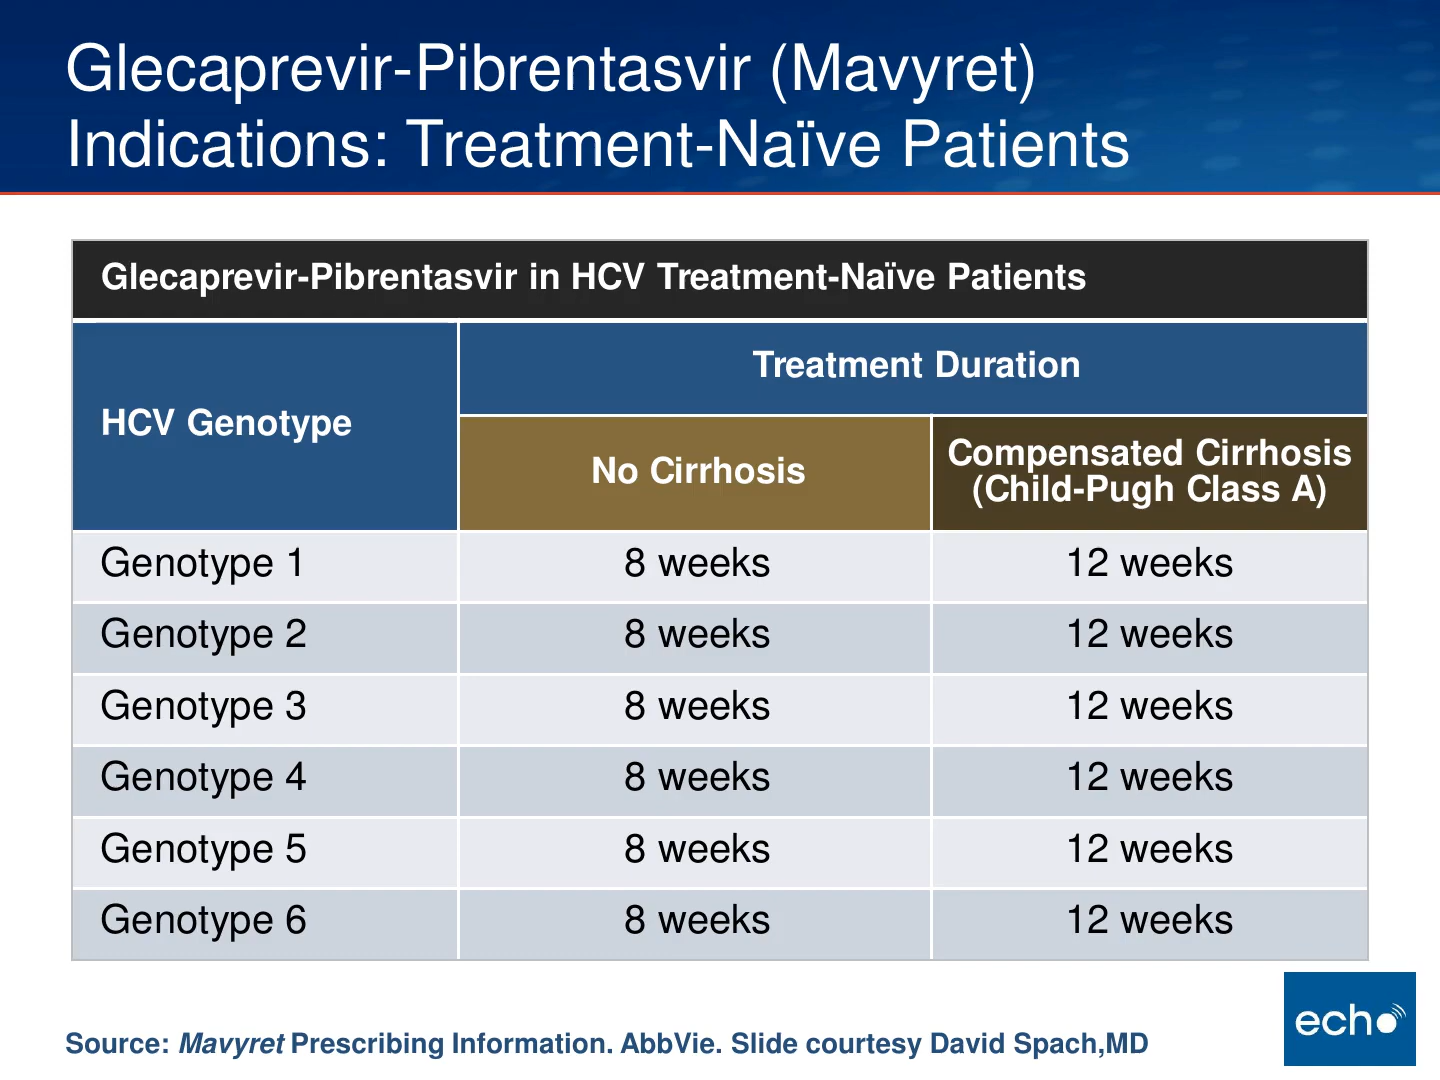 Glecaprevir-Pibrentasvir (Mavyret)
Indications: Treatment-Naïve Patients
Glecaprevir-Pibrentasvir in HCV Treatment-Naïve Patients
HCV Genotype
Treatment Duration
No Cirrhosis
Compensated Cirrhosis
(Child-Pugh Class A)
Genotype 1 8 weeks 12 weeks
Genotype 2 8 weeks 12 weeks
Genotype 3 8 weeks 12 weeks
Genotype 4 8 weeks 12 weeks
Genotype 5 8 weeks 12 weeks
Genotype 6 8 weeks 12 weeks
Source: Mavyret Prescribing Information. AbbVie. Slide courtesy David Spach,MD
echo